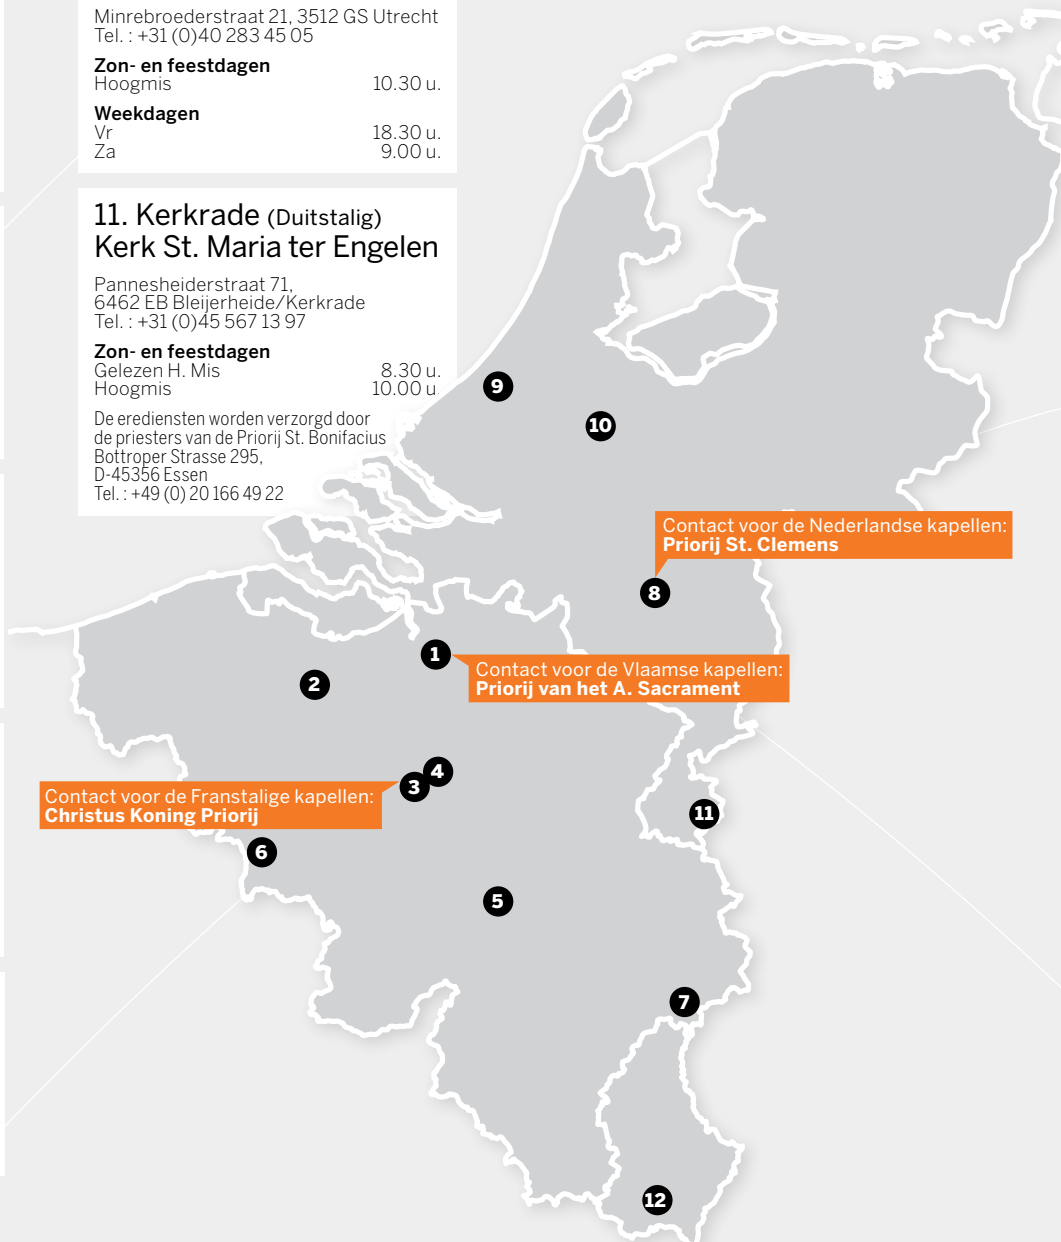 Minrebroederstraat 21, 3512 GS Utrecht
Tel. : +31 (0)40 283 45 05
Zon- en feestdagen
Hoogmis 10.30 u.
Weekdagen
Vr 18.30 u.
Za 9.00 u.
11. Kerkrade (Duitstalig)
Kerk St. Maria ter Engelen
Pannesheiderstraat 71,
6462 EB Bleijerheide/Kerkrade
Tel. : +31 (0)45 567 13 97
Zon- en feestdagen
Gelezen H. Mis 8.30 u.
Hoogmis 10.00 u.
De erediensten worden verzorgd door
de priesters van de Priorij St. Bonifacius
Bottroper Strasse 295,
D-45356 Essen
Tel. : +49 (0) 20 166 49 22
9
10
Contact voor de Nederlandse kapellen:
Priorij St. Clemens
8
1
Contact voor de Vlaamse kapellen:
Priorij van het A. Sacrament
2
4
3
Contact voor de Franstalige kapellen:
Christus Koning Priorij
11
6
5
7
12